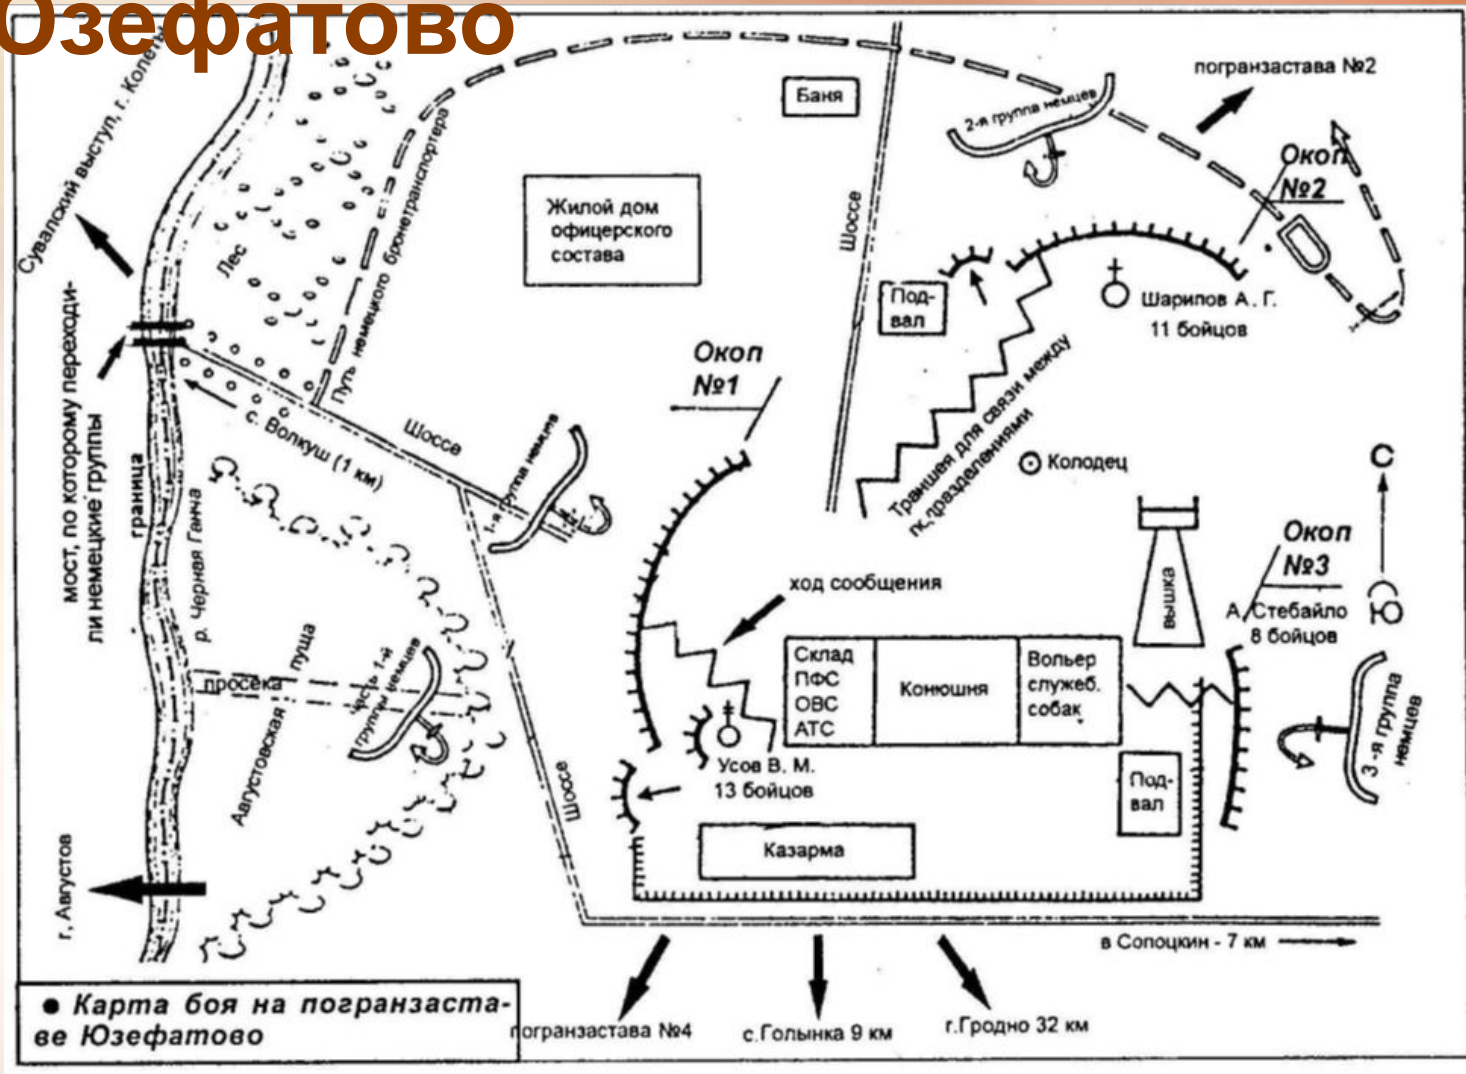 Юзефатово
погранзастава №2
Баня
2-я группа немцев
Окоп
№2
Сувалский выступ, г. Копеты
Лес
Путь немецкого бронетранспортера
Жилой дом
офицерского
состава
Шоссе
Под-
вал
Шарипов А. Г.
11 бойцов
мост, по которому переходи-
ли немецкие группы
граница
р. Черная Ганча
с. Волкуш (1 км)
Шоссе
1-я группа немцев
Окоп
№1
Траншея для связи между
подразделениями
Колодец
С
ход сообщения
вышка
Окоп
№3
А. Стебайло
8 бойцов
просека
Августовская пуща
Часть 1-й
группы немцев
Склад
ПФС
ОВС
АТС
Конюшня
Вольер
служеб.
собак
3-я группа
немцев
Усов В. М.
13 бойцов
Под-
вал
Шоссе
Казарма
г. Августов
в Сопоцкин - 7 км
• Карта боя на погранзаста-
ве Юзефатово
погранзастава №4
с.Голынка 9 км
г.Гродно 32 км